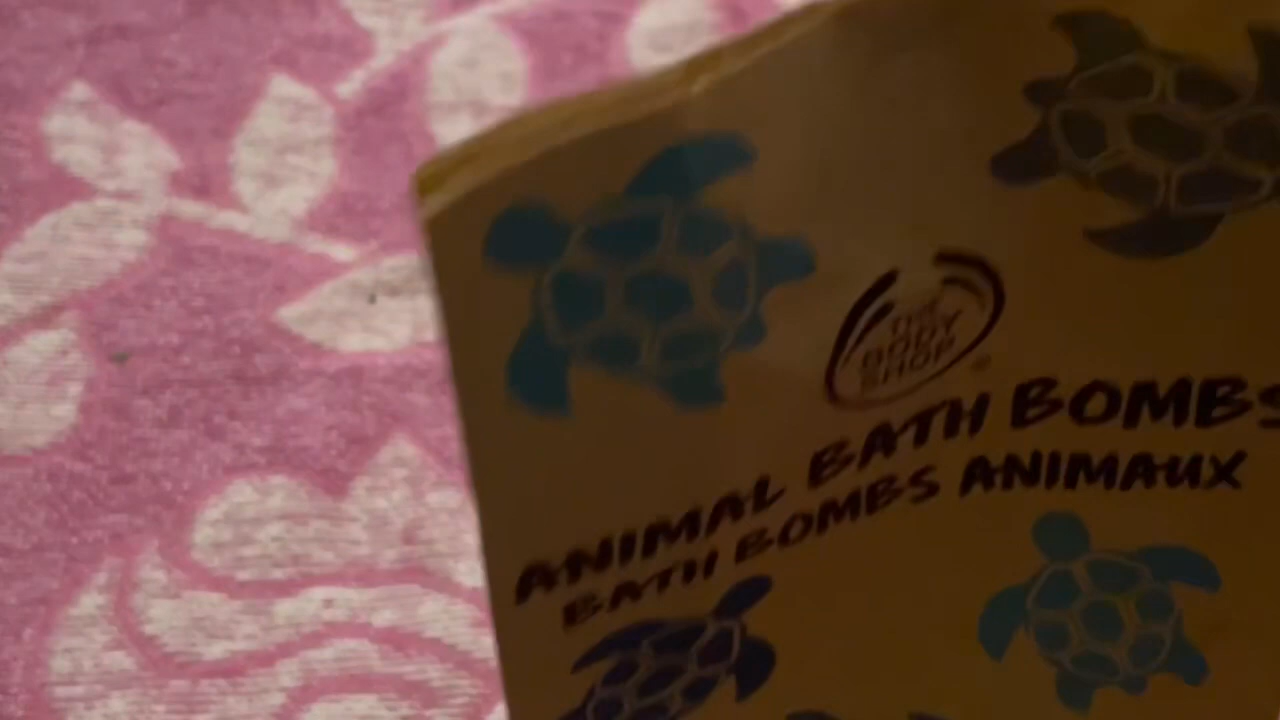 THE
BODY
SHOP
ANIMAL BATH BOMBS
BATH BOMBS ANIMAUX